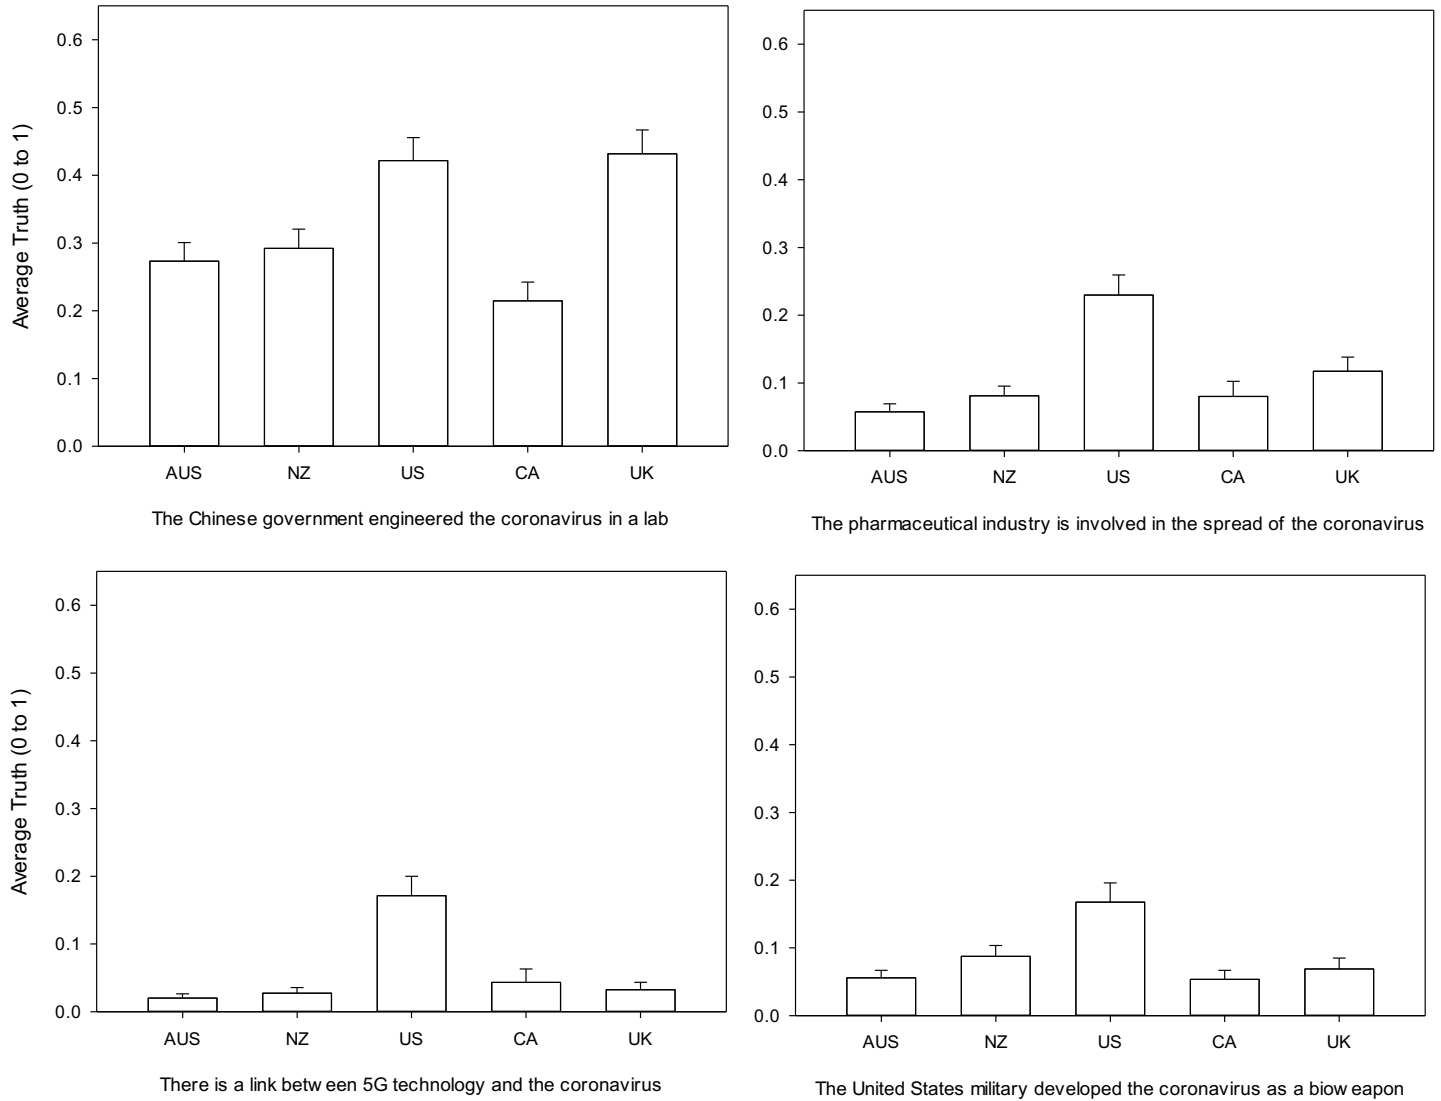 Average Truth (0 to 1)
0.6
0.5
0.4
0.3
0.2
0.1
0.0
AUS NZ US CA UK
The Chinese government engineered the coronavirus in a lab
0.6
0.5
0.4
0.3
0.2
0.1
0.0
AUS NZ US CA UK
The pharmaceutical industry is involved in the spread of the coronavirus
Average Truth (0 to 1)
0.6
0.5
0.4
0.3
0.2
0.1
0.0
AUS NZ US CA UK
There is a link between 5G technology and the coronavirus
0.6
0.5
0.4
0.3
0.2
0.1
0.0
AUS NZ US CA UK
The United States military developed the coronavirus as a bioweapon